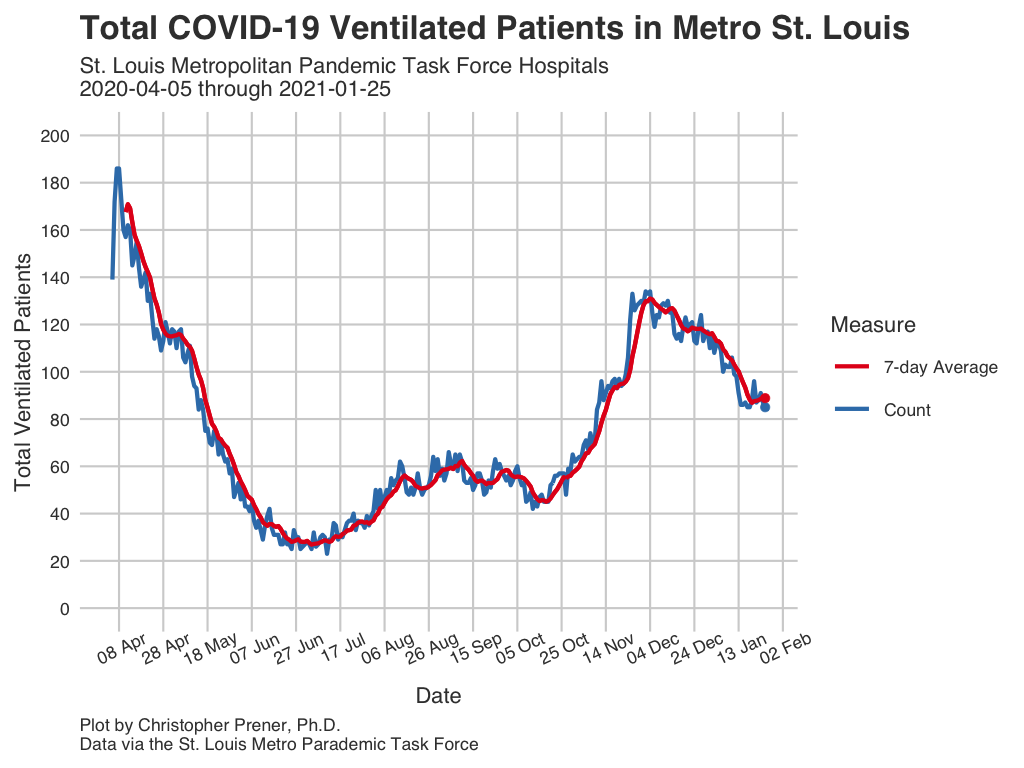 Total COVID-19 Ventilated Patients in Metro St. Louis
St. Louis Metropolitan Pandemic Task Force Hospitals
2020-04-05 through 2021-01-25
Total Ventilated Patients
200
180
160
140
120
100
80
60
40
20
0
08 Apr
28 Apr
18 May
07 Jun
27 Jun
17 Jul
06 Aug
26 Aug
15 Sep
05 Oct
25 Oct
14 Nov
04 Dec
24 Dec
13 Jan
02 Feb
Date
Measure
7-day Average
Count
Plot by Christopher Prener, Ph.D.
Data via the St. Louis Metro Parademic Task Force